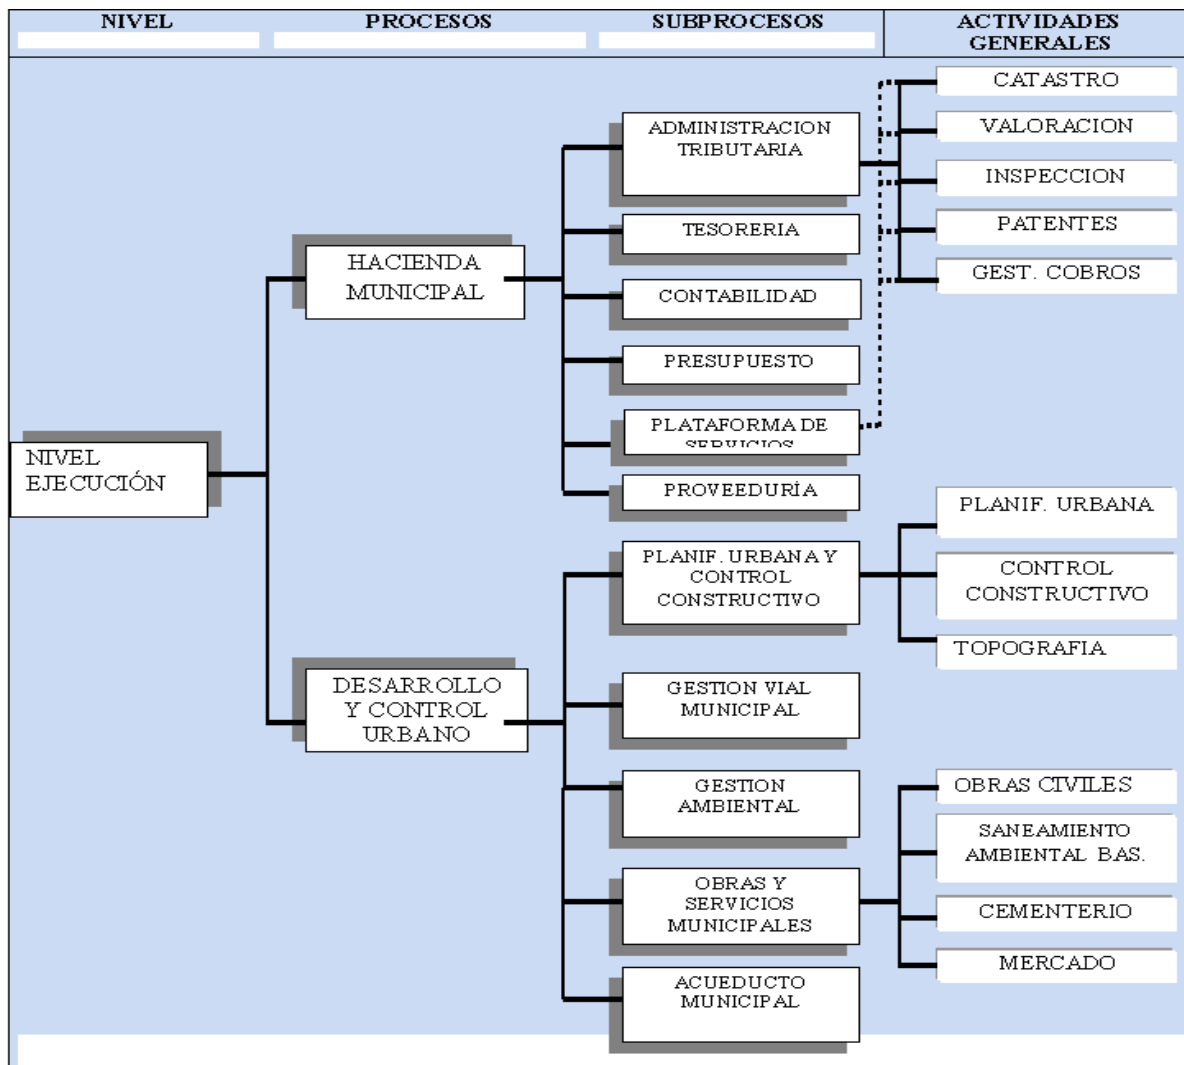 NIVEL
PROCESOS
SUBPROCESOS
ACTIVIDADES
GENERALES
NIVEL
EJECUCIÓN
HACIENDA
MUNICIPAL
DESARROLLO
Y CONTROL
URBANO
ADMINISTRACION
TRIBUTARIA
TESORERIA
CONTABILIDAD
PRESUPUESTO
PLATAFORMA DE
SERVICIOS
PROVEEDURÍA
PLANIF. URBANA Y
CONTROL
CONSTRUCTIVO
GESTION VIAL
MUNICIPAL
GESTION
AMBIENTAL
OBRAS Y
SERVICIOS
MUNICIPALES
ACUEDUCTO
MUNICIPAL
CATASTRO
VALORACION
INSPECCION
PATENTES
GEST. COBROS
PLANIF. URBANA
CONTROL
CONSTRUCTIVO
TOPOGRAFIA
OBRAS CIVILES
SANEAMIENTO
AMBIENTAL BAS.
CEMENTERIO
MERCADO